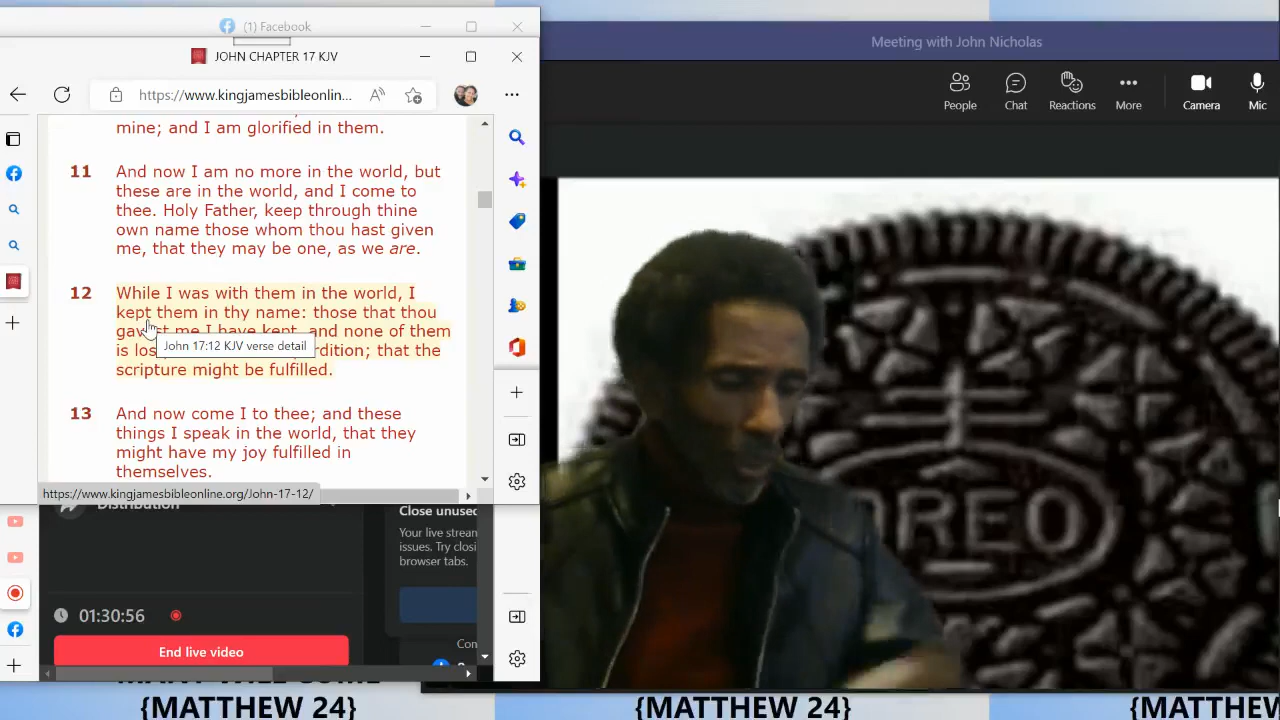 (1) Facebook
JOHN CHAPTER 17 KJV
https://www.kingjamesbibleonlin...
mine; and I am glorified in them.
11 And now I am no more in the world, but
these are in the world, and I come to
thee. Holy Father, keep through thine
own name those whom thou hast given
me, that they may be one, as we are.
12 While I was with them in the world, I
kept them in thy name: those that thou
me I have kept, and none of them
is
that the
John 17:12 KJV verse detail
scripture might be fulfilled.
13 And now come I to thee; and these
things I speak in the world, that they
might have my joy fulfilled in
themselves.
https://www.kingjamesbibleonline.org/John-17-12/
Distribution
Close unused
Your live stream
issues. Try closi
browser tabs.
01:30:56
End live video
Meeting with John Nicholas
People
Chat
Reactions
More
Camera
Mic
OREO
{MATTHEW 24)
{MATTHEW 24)
{MATTHEW